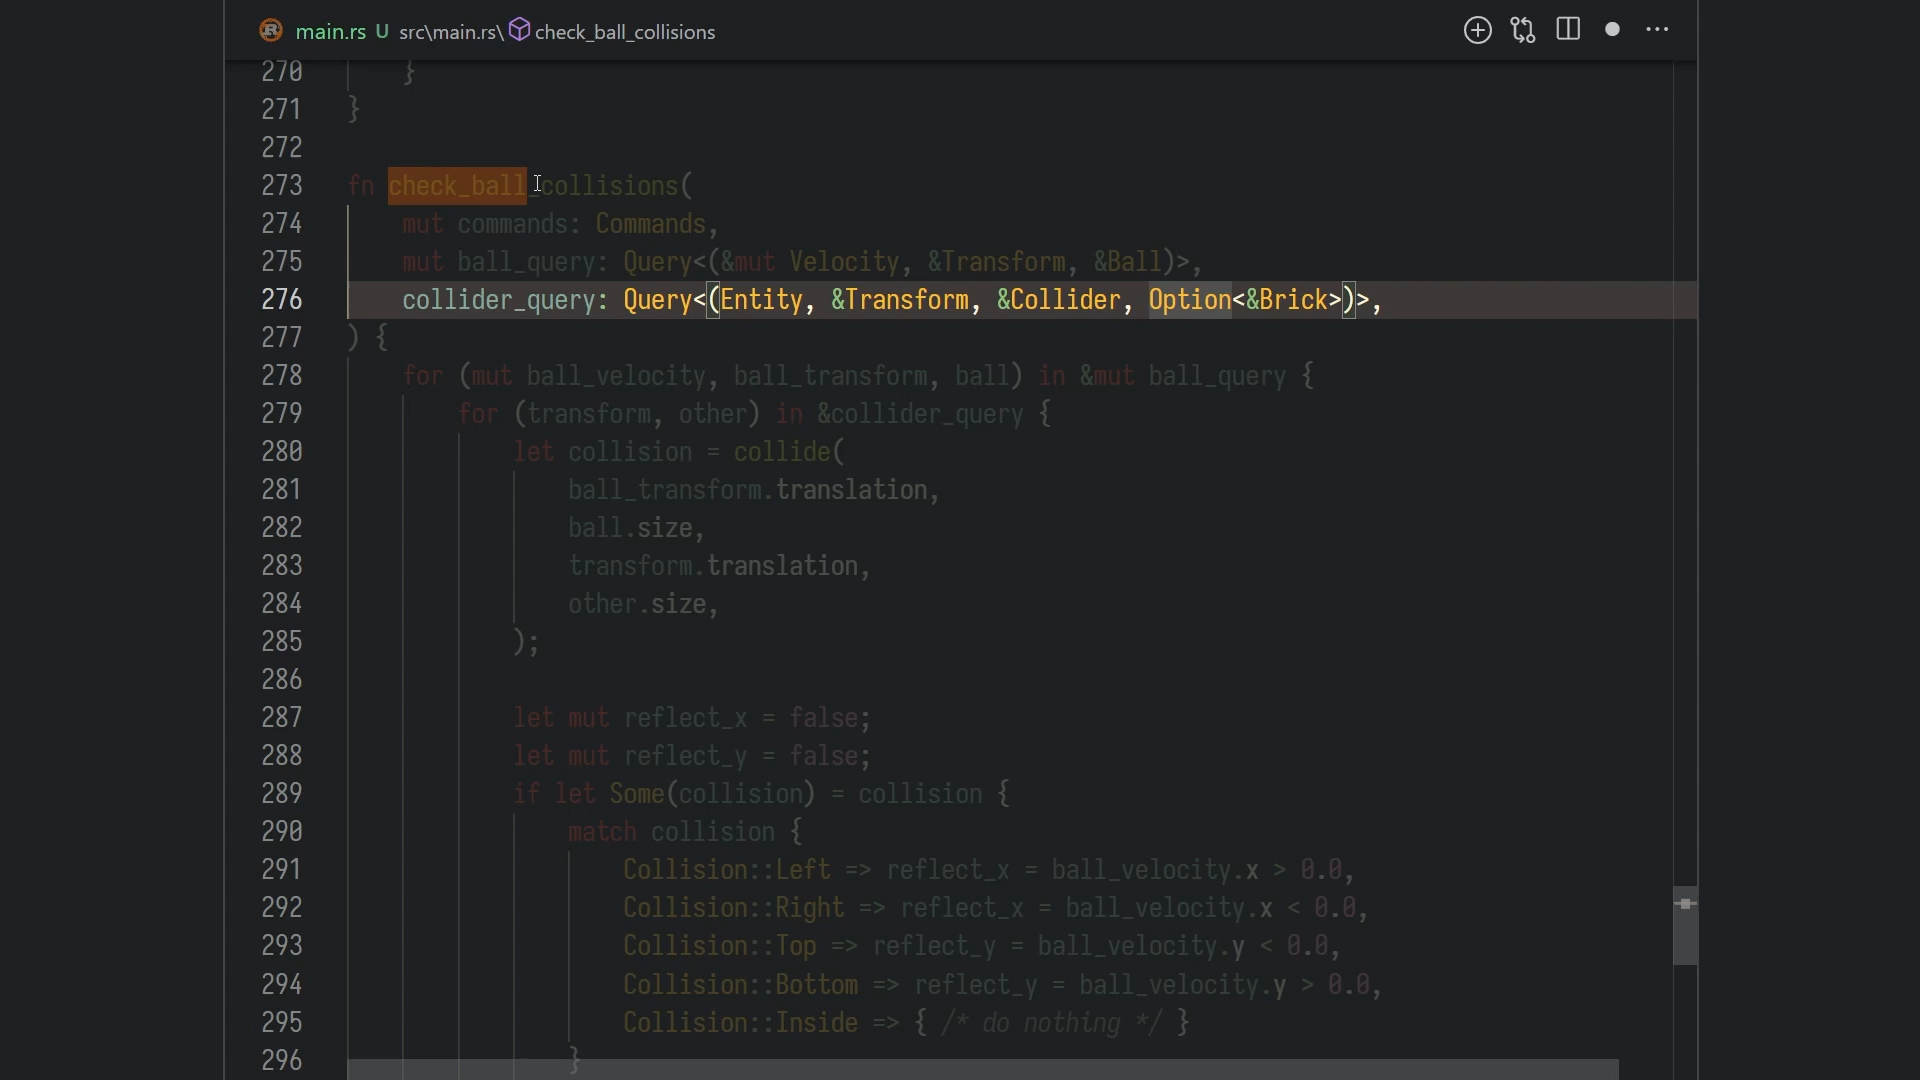 main.rs U src\main.rs\ check_ball_collisions
270 }
271 }
272
273 fn check_ball_collisions(
274 mut commands: Commands,
275 mut ball_query: Query<(&mut Velocity, &Transform, &Ball)>,
276 collider_query: Query<(Entity, &Transform, &Collider, Option<&Brick>)>,
277 ) {
278 for (mut ball_velocity, ball_transform, ball) in &mut ball_query {
279 for (transform, other) in &collider_query {
280 let collision = collide(
281 ball_transform.translation,
282 ball.size,
283 transform.translation,
284 other.size,
285 );
286
287 let mut reflect_x = false;
288 let mut reflect_y = false;
289 if let Some(collision) = collision {
290 match collision {
291 Collision::Left => reflect_x = ball_velocity.x > 0.0,
292 Collision::Right => reflect_x = ball_velocity.x < 0.0,
293 Collision::Top => reflect_y = ball_velocity.y < 0.0,
294 Collision::Bottom => reflect_y = ball_velocity.y > 0.0,
295 Collision::Inside => { /* do nothing */ }
296 }